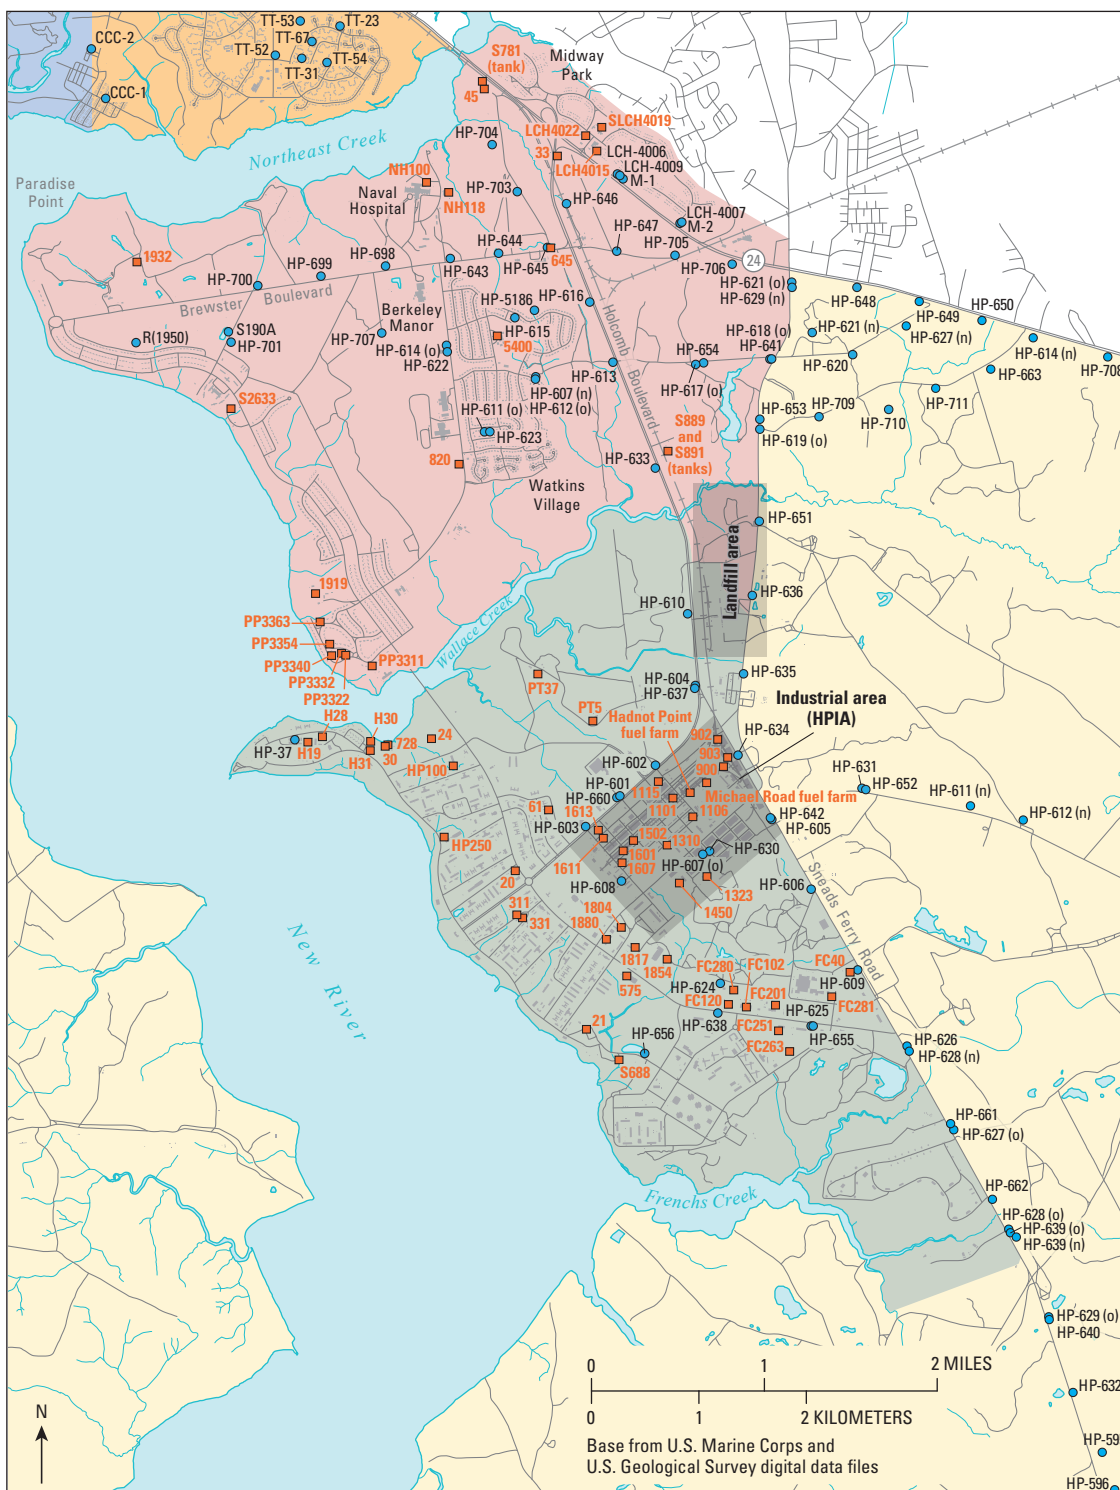 CCC-2
TT-53
TT-23
TT-67
TT-52
TT-54
TT-31
CCC-1
S781
(tank)
Midway
Park
45
SLCH4019
LCH4022
HP-704
33
LCH-4006
LCH4015
LCH-4009
M-1
Northeast Creek
Paradise
Point
NH100
Naval
Hospital
NH118
HP-703
HP-646
LCH-4007
M-2
HP-647
HP-705
HP-644
645
HP-645
HP-643
HP-698
HP-699
HP-700
1932
HP-706
24
HP-621 (o)
HP-629 (n)
HP-648
HP-649
HP-650
Brewster
Boulevard
Berkeley
Manor
HP-5186
HP-616
Holcomb
Boulevard
R(1950)
S190A
HP-701
HP-707
HP-614 (o)
HP-622
HP-615
5400
HP-618 (o)
HP-641
HP-621 (n)
HP-627 (n)
HP-614 (n)
HP-708
HP-654
HP-613
HP-617 (o)
HP-620
HP-663
HP-607 (n)
HP-612 (o)
HP-611 (o)
HP-623
S2633
HP-711
HP-710
HP-709
HP-653
HP-619 (o)
S889
and
S891
(tanks)
HP-633
820
Watkins
Village
HP-651
Landfill area
HP-636
HP-610
1919
PP3363
PP3354
PP3340
PP3332
PP3322
PP3311
Wallace Creek
HP-635
HP-604
HP-637
PT37
PT5
Industrial area
(HPIA)
Hadnot Point
fuel farm
902
903
900
HP-634
H28
H30
728
24
HP-37
H19
H31
30
HP100
HP-602
HP-601
HP-660
1115
1101
1106
Michael Road fuel farm
HP-631
HP-652
HP-611 (n)
HP-612 (n)
61
1613
HP-603
1502
1310
HP-642
HP-605
HP250
1611
1601
1607
HP-630
HP-607 (o)
20
HP-608
1323
1450
HP-606
Sneads Ferry Road
311
331
1804
1880
1817
1854
575
New River
FC280
FC102
FC40
HP-609
HP-624
FC120
FC201
FC281
HP-625
HP-638
FC251
HP-655
FC263
21
HP-656
S688
HP-626
HP-628 (n)
HP-661
HP-627 (o)
Frenchs Creek
HP-662
HP-628 (o)
HP-639 (o)
HP-639 (n)
HP-629 (o)
HP-640
HP-632
HP-59
HP-596
N
0 1 2 MILES
0 1 2 KILOMETERS
Base from U.S. Marine Corps and
U.S. Geological Survey digital data files